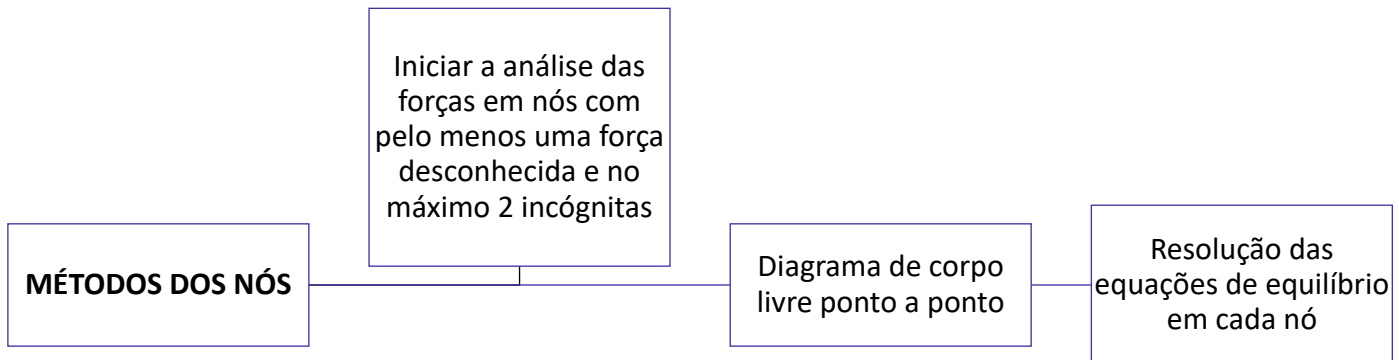 MÉTODOS DOS NÓS
Iniciar a análise das
forças em nós com
pelo menos uma força
desconhecida e no
máximo 2 incógnitas
Diagrama de corpo
livre ponto a ponto
Resolução das
equações de equilíbrio
em cada nó